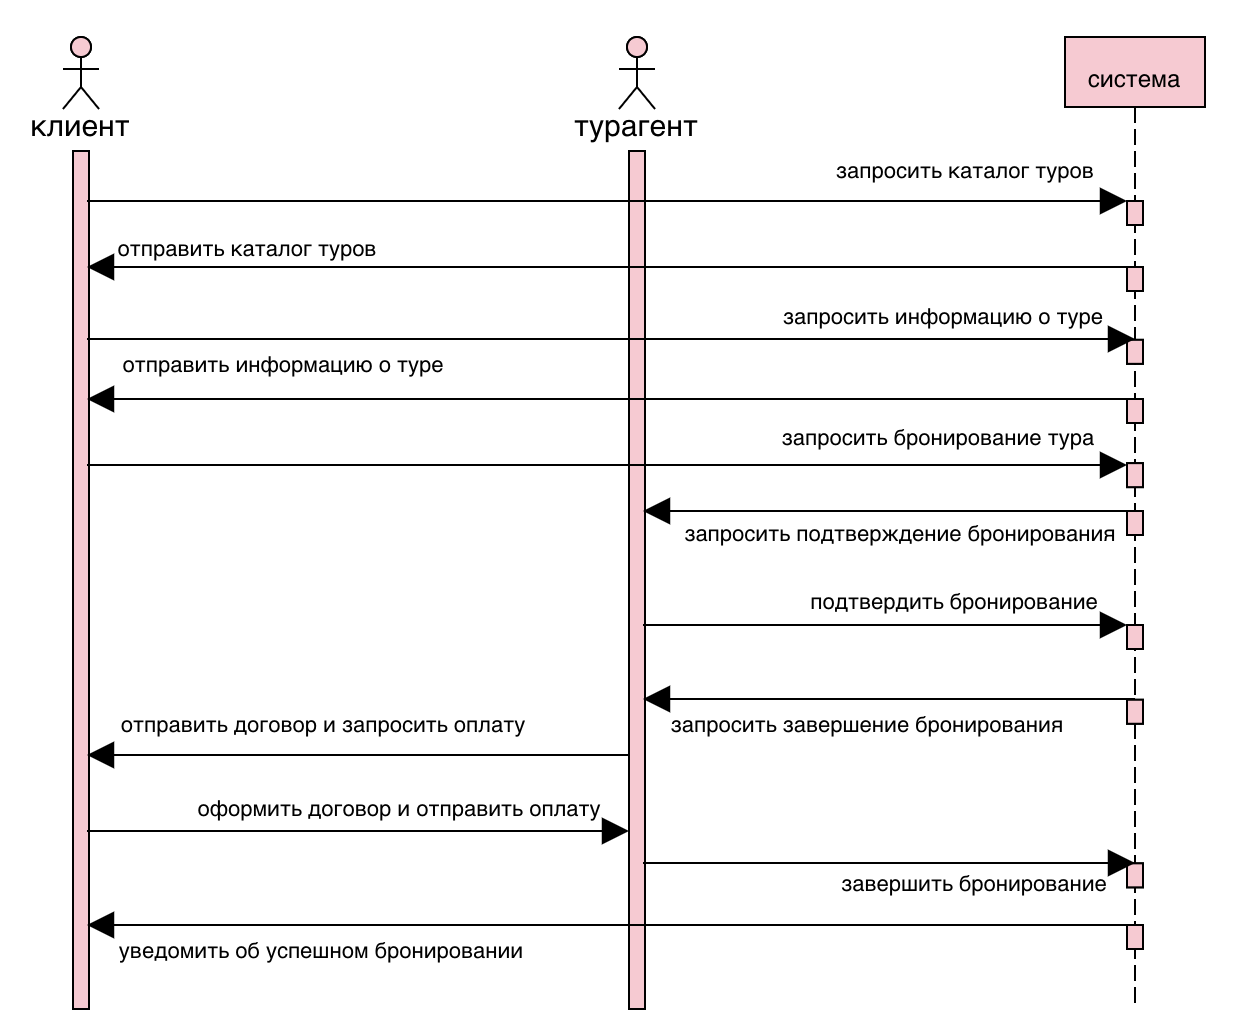 клиент
турагент
система
запросить каталог туров
отправить каталог туров
запросить информацию о туре
отправить информацию о туре
запросить бронирование тура
запросить подтверждение бронирования
подтвердить бронирование
запросить завершение бронирования
отправить договор и запросить оплату
оформить договор и отправить оплату
завершить бронирование
уведомить об успешном бронировании